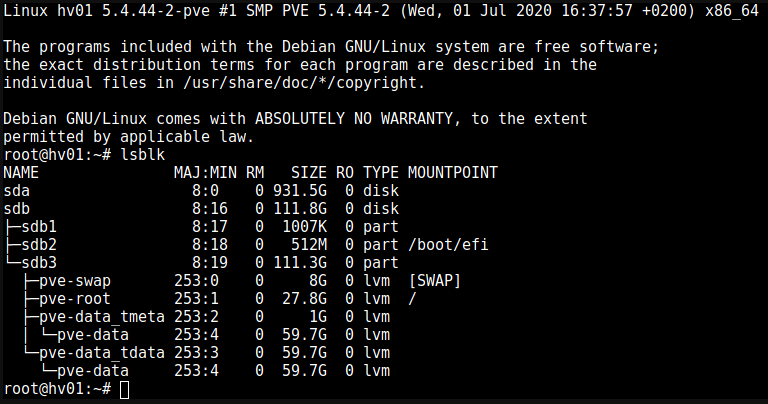 Linux hv01 5.4.44-2-pve #1 SMP PVE 5.4.44-2 (Wed, 01 Jul 2020 16:37:57 +0200) x86_64

The programs included with the Debian GNU/Linux system are free software;
the exact distribution terms for each program are described in the
individual files in /usr/share/doc/*/copyright.

Debian GNU/Linux comes with ABSOLUTELY NO WARRANTY, to the extent
permitted by applicable law.
root@hv01:~# lsblk
NAME               MAJ:MIN RM   SIZE RO TYPE MOUNTPOINT
sda                  8:0    0 931.5G  0 disk
sdb                  8:16   0 111.8G  0 disk
├─sdb1               8:17   0  1007K  0 part
├─sdb2               8:18   0   512M  0 part /boot/efi
└─sdb3               8:19   0 111.3G  0 part
  ├─pve-swap       253:0    0     8G  0 lvm  [SWAP]
  ├─pve-root       253:1    0  27.8G  0 lvm  /
  ├─pve-data_tmeta 253:2    0     1G  0 lvm
  │ └─pve-data     253:4    0  59.7G  0 lvm
  └─pve-data_tdata 253:3    0  59.7G  0 lvm
    └─pve-data     253:4    0  59.7G  0 lvm
root@hv01:~#